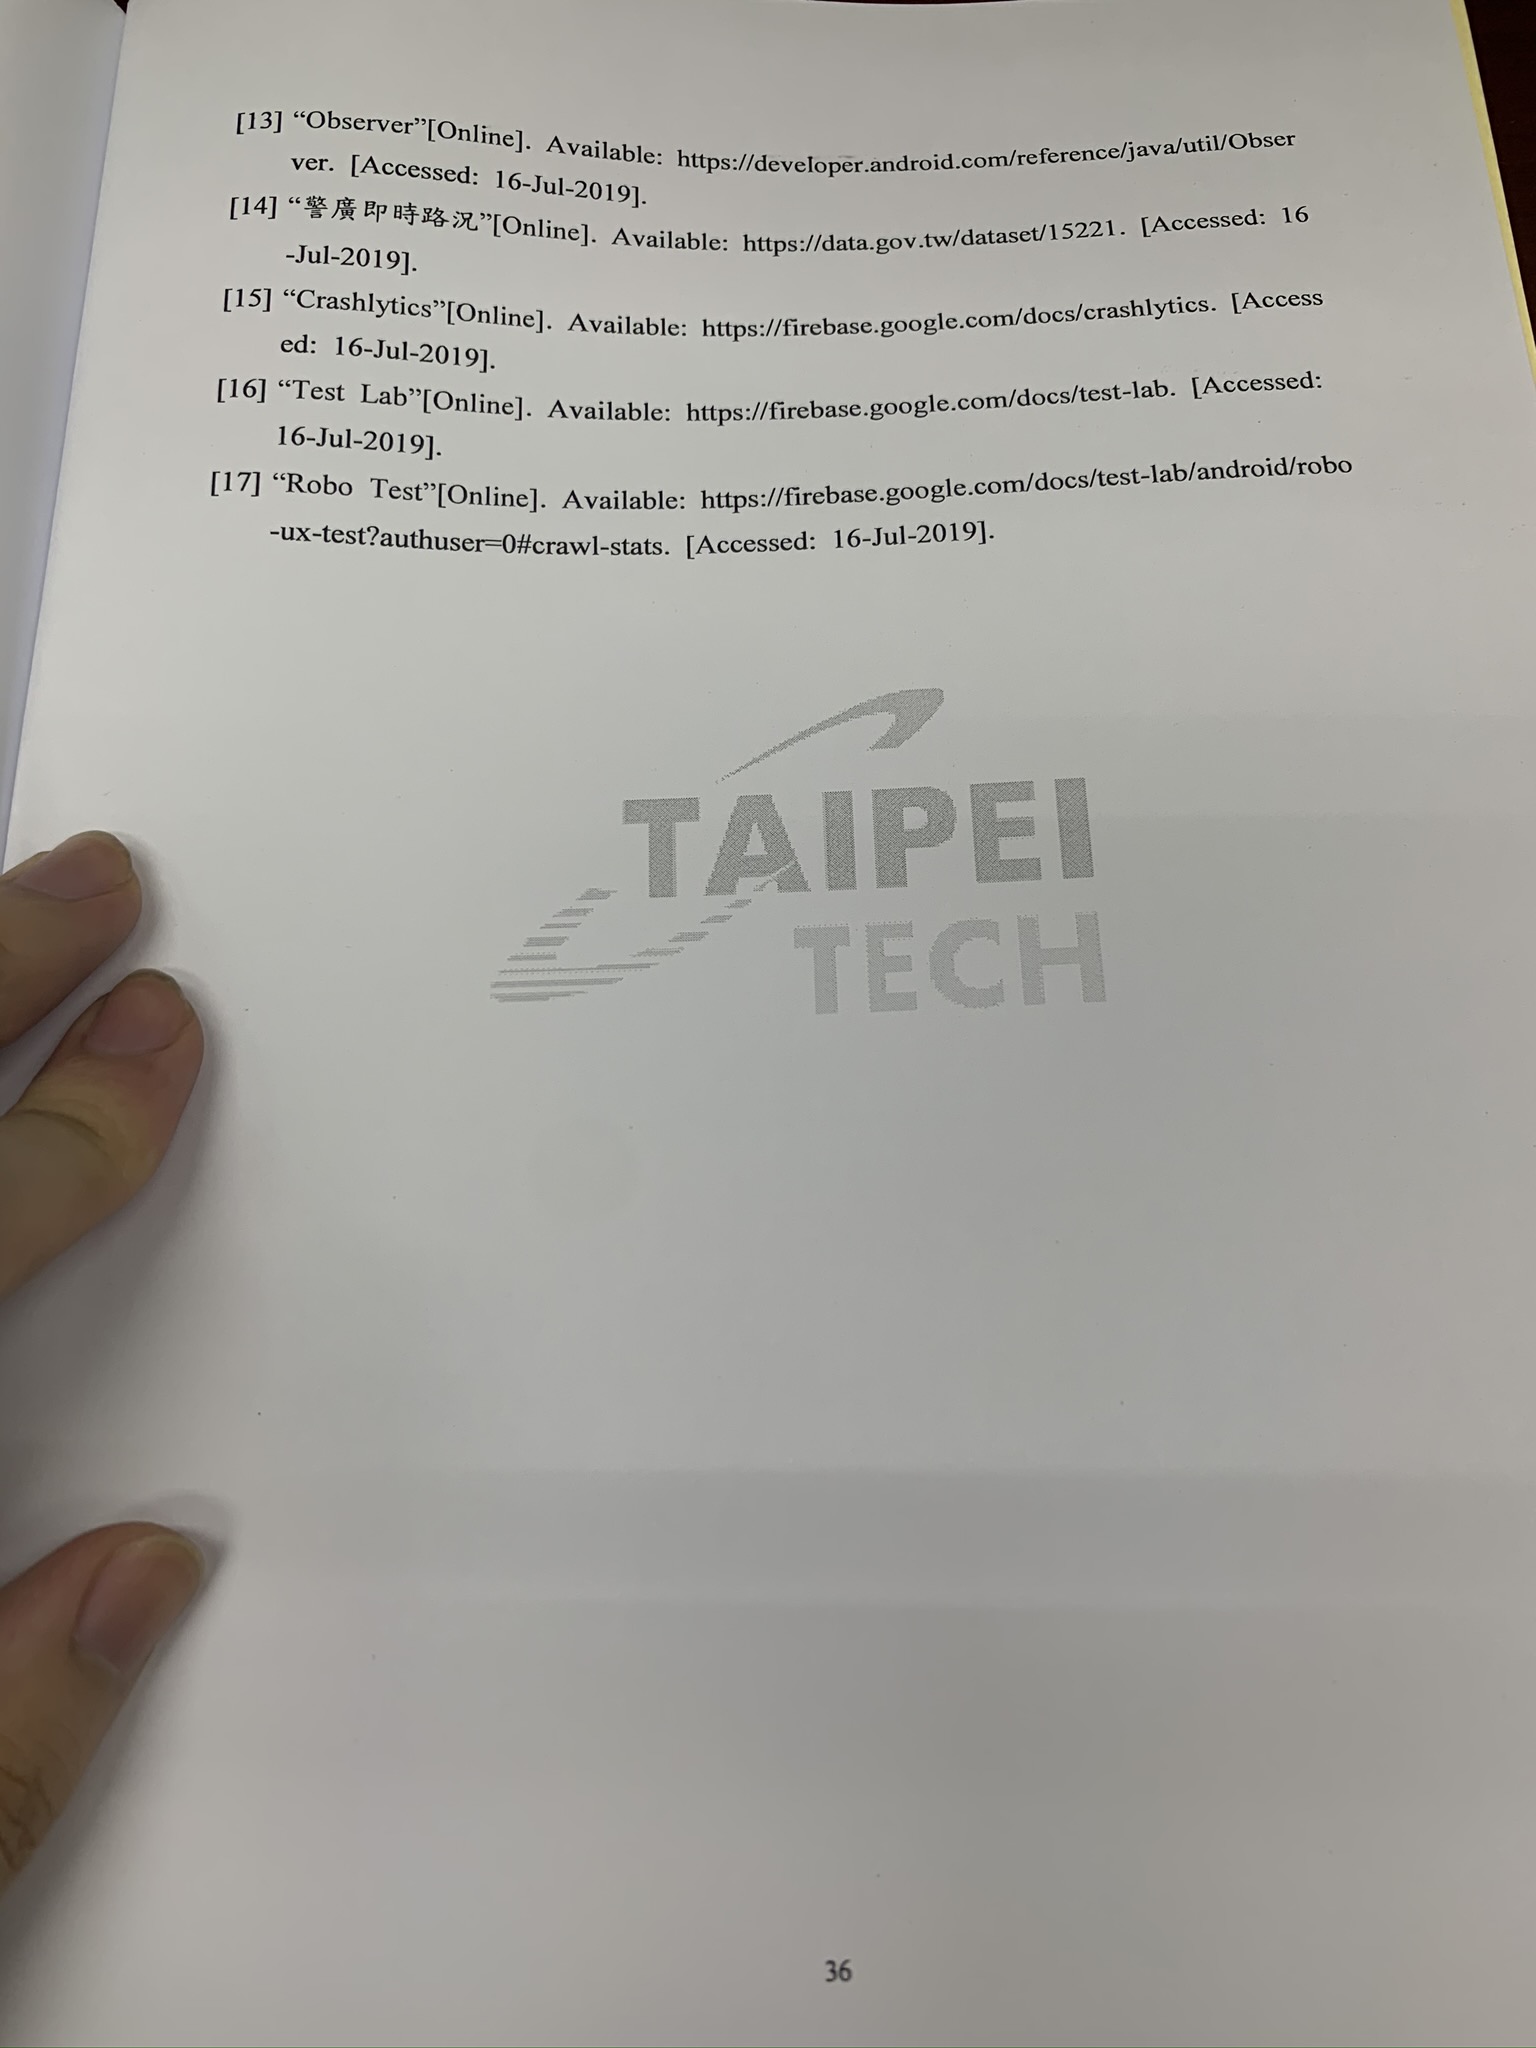 [13] “Observer”[Online]. Available: https://developer.android.com/reference/java/util/Obser
ver. [Accessed: 16-Jul-2019].
[14] “警廣即時路況”[Online]. Available: https://data.gov.tw/dataset/15221. [Accessed: 16
-Jul-2019].
[15] “Crashlytics”[Online]. Available: https://firebase.google.com/docs/crashlytics. [Access
ed: 16-Jul-2019].
[16] “Test Lab”[Online]. Available: https://firebase.google.com/docs/test-lab. [Accessed:
16-Jul-2019].
[17] “Robo Test”[Online]. Available: https://firebase.google.com/docs/test-lab/android/robo
-ux-test?authuser=0#crawl-stats. [Accessed: 16-Jul-2019].
TAIPEI
TECH
36